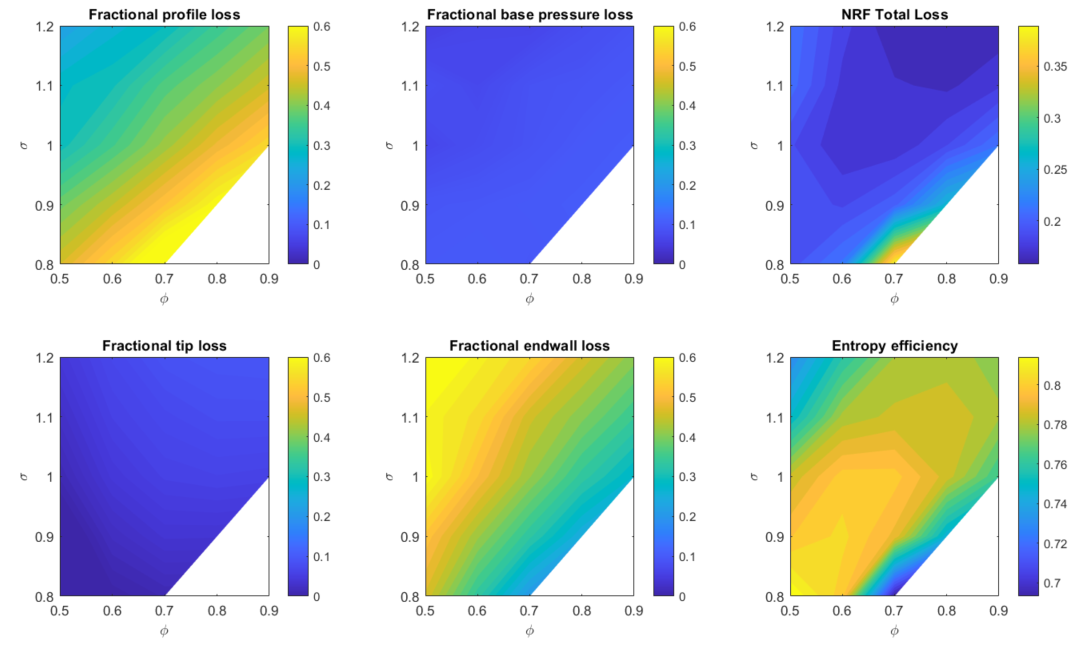 Fractional profile loss
1.2
1.1
1
0.9
0.8
0.5 0.6 0.7 0.8 0.9
σ
ϕ
0.6
0.5
0.4
0.3
0.2
0.1
0
Fractional base pressure loss
1.2
1.1
1
0.9
0.8
0.5 0.6 0.7 0.8 0.9
σ
ϕ
0.6
0.5
0.4
0.3
0.2
0.1
0
NRF Total Loss
1.2
1.1
1
0.9
0.8
0.5 0.6 0.7 0.8 0.9
σ
ϕ
0.35
0.3
0.25
0.2
Fractional tip loss
1.2
1.1
1
0.9
0.8
0.5 0.6 0.7 0.8 0.9
σ
ϕ
0.6
0.5
0.4
0.3
0.2
0.1
0
Fractional endwall loss
1.2
1.1
1
0.9
0.8
0.5 0.6 0.7 0.8 0.9
σ
ϕ
0.6
0.5
0.4
0.3
0.2
0.1
0
Entropy efficiency
1.2
1.1
1
0.9
0.8
0.5 0.6 0.7 0.8 0.9
σ
ϕ
0.8
0.78
0.76
0.74
0.72
0.7